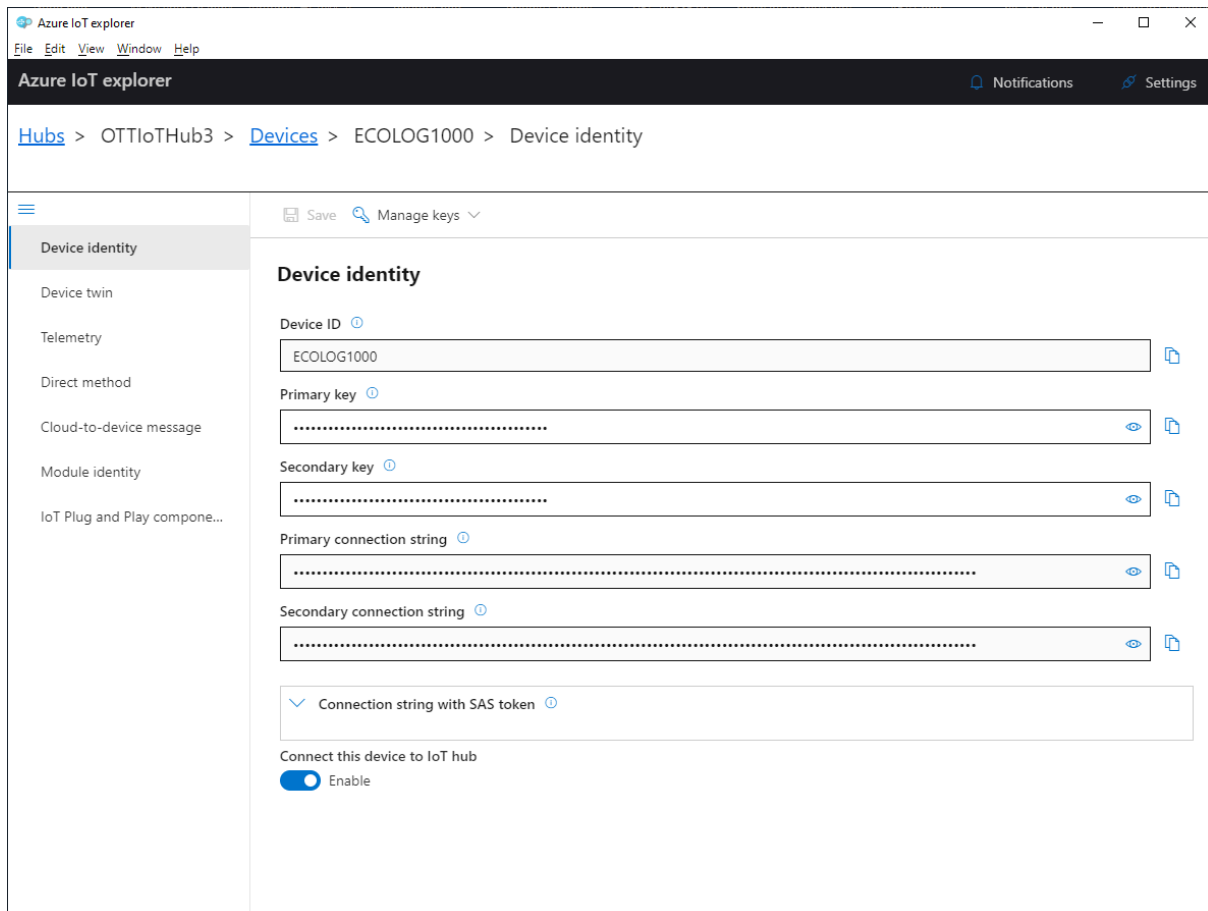 Azure IoT explorer
File Edit View Window Help
Azure IoT explorer
Notifications
Settings
Hubs > OTTIoTHub3 > Devices > ECOLOG1000 > Device identity
Save
Manage keys
Device identity
Device twin
Telemetry
Direct method
Cloud-to-device message
Module identity
IoT Plug and Play compone...
Device identity
Device ID
ECOLOG1000
Primary key
••••••••••••••••••••••••••••••••••••••••••••
Secondary key
••••••••••••••••••••••••••••••••••••••••••••
Primary connection string
Secondary connection string
Connection string with SAS token
Connect this device to IoT hub
Enable